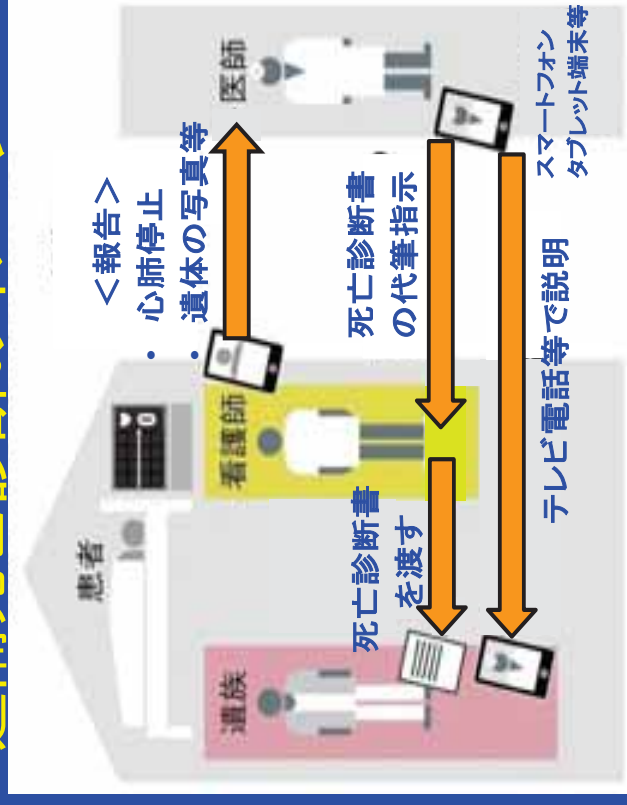 患者
遺族
看護師
医師
＜報告＞
・ 心肺停止
・ 遺体の写真等
死亡診断書
の代筆指示
死亡診断書
を渡す
テレビ電話等で説明
スマートフォン
タブレット端末等
0